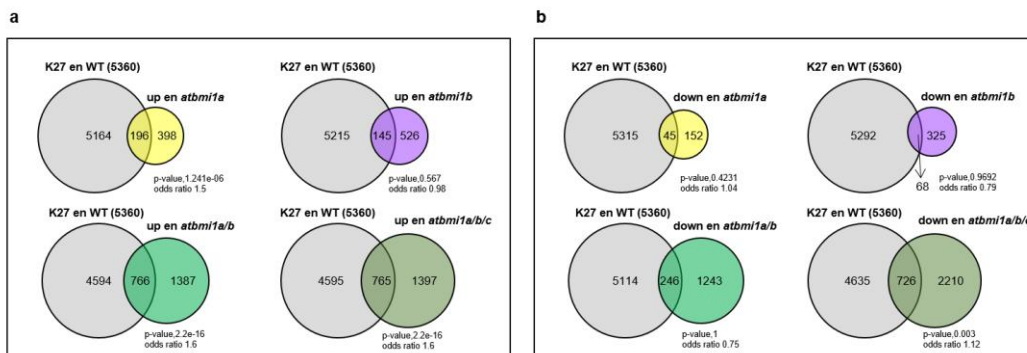 a
K27 en WT (5360)
up en atbmi1a
5164
196
398
p-value,1.241e-06
odds ratio 1.5
K27 en WT (5360)
up en atbmi1b
5215
145
526
p-value,0.567
odds ratio 0.98
K27 en WT (5360)
up en atbmi1a/b
4594
766
1387
p-value,2.2e-16
odds ratio 1.6
K27 en WT (5360)
up en atbmi1a/b/c
4595
765
1397
p-value,2.2e-16
odds ratio 1.6
b
K27 en WT (5360)
down en atbmi1a
5315
45
152
p-value,0.4231
odds ratio 1.04
K27 en WT (5360)
down en atbmi1b
5292
325
68
p-value,0.9692
odds ratio 0.79
K27 en WT (5360)
down en atbmi1a/b
5114
246
1243
p-value,1
odds ratio 0.75
K27 en WT (5360)
down en atbmi1a/b/c
4635
726
2210
p-value,0.003
odds ratio 1.12